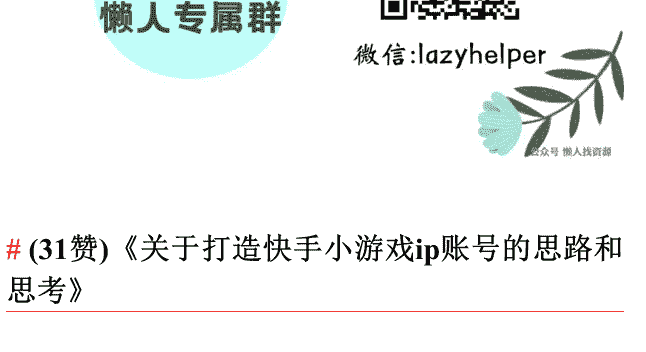 懒人专属群
微信:lazyhelper
公众号 懒人找资源
# (31赞)《关于打造快手小游戏ip账号的思路和
思考》